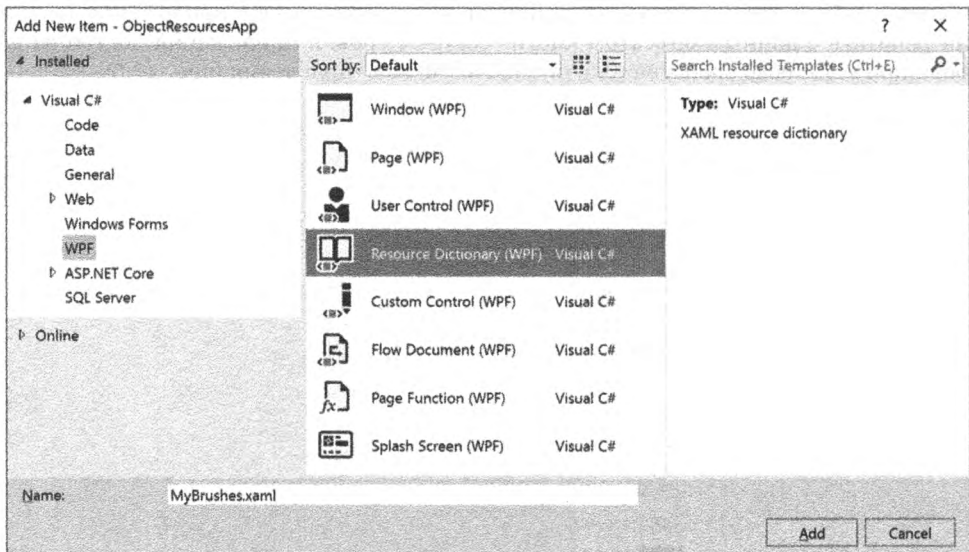 Add New Item - ObjectResourcesApp
Installed
Sort by: Default
Search Installed Templates (Ctrl+E)
Visual C#
Code
Data
General
Web
Windows Forms
WPF
ASP.NET Core
SQL Server
Online
Window (WPF) Visual C#
Page (WPF) Visual C#
User Control (WPF) Visual C#
Resource Dictionary (WPF) Visual C#
Custom Control (WPF) Visual C#
Flow Document (WPF) Visual C#
Page Function (WPF) Visual C#
Splash Screen (WPF) Visual C#
Type: Visual C#
XAML resource dictionary
Name: MyBrushes.xaml
Add
Cancel